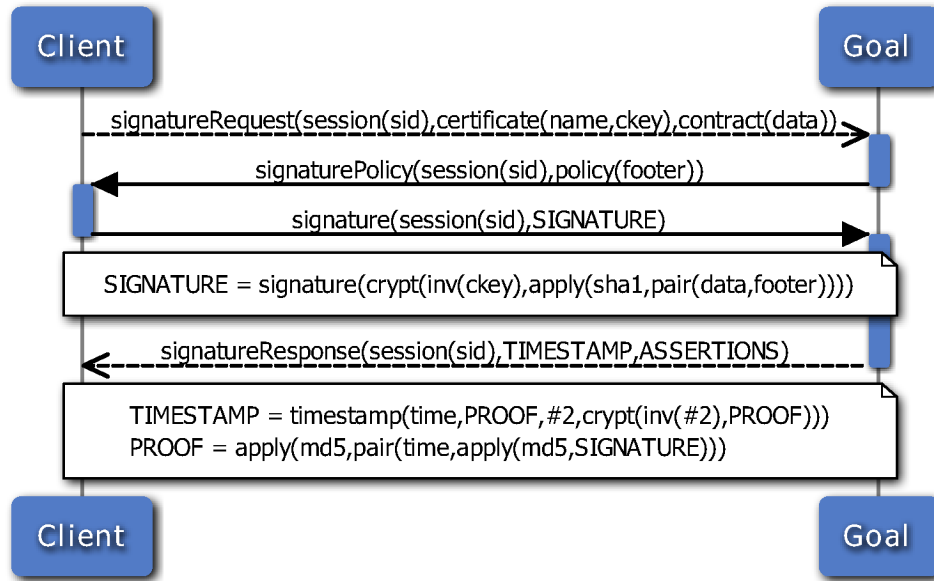 Client
Goal
signatureRequest(session(sid),certificate(name,ckey),contract(data))
signaturePolicy(session(sid),policy(footer))
signature(session(sid),SIGNATURE)
SIGNATURE = signature(crypt(inv(ckey),apply(sha1,pair(data,footer))))
signatureResponse(session(sid),TIMESTAMP,ASSERTIONS)
TIMESTAMP = timestamp(time,PROOF,#2,crypt(inv(#2),PROOF)))
PROOF = apply(md5,pair(time,apply(md5,SIGNATURE)))
Client
Goal